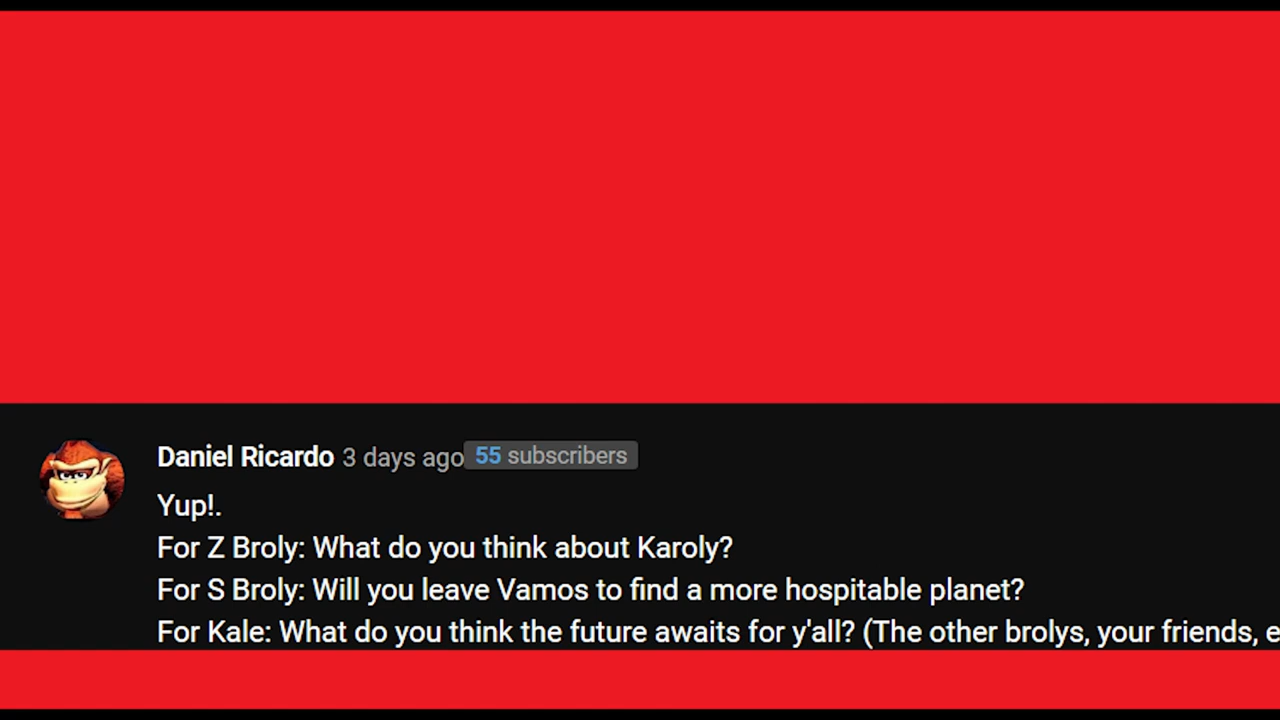 Daniel Ricardo 3 days ago 55 subscribers
Yup!.
For Z Broly: What do you think about Karoly?
For S Broly: Will you leave Vamos to find a more hospitable planet?
For Kale: What do you think the future awaits for y'all? (The other brolys, your friends, e